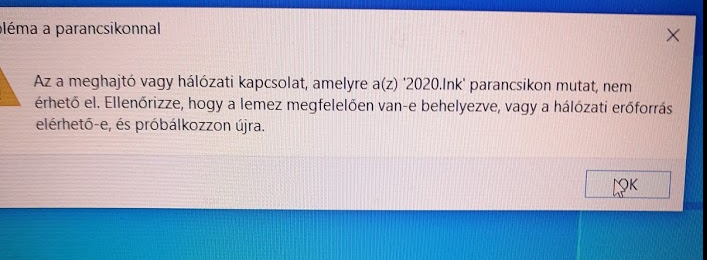 léma a parancsikonnal
Az a meghajtó vagy hálózati kapcsolat, amelyre a(z) '2020.lnk' parancsikon mutat, nem
érhető el. Ellenőrizze, hogy a lemez megfelelően van-e behelyezve, vagy a hálózati erőforrás
elérhető-e, és próbálkozzon újra.
OK